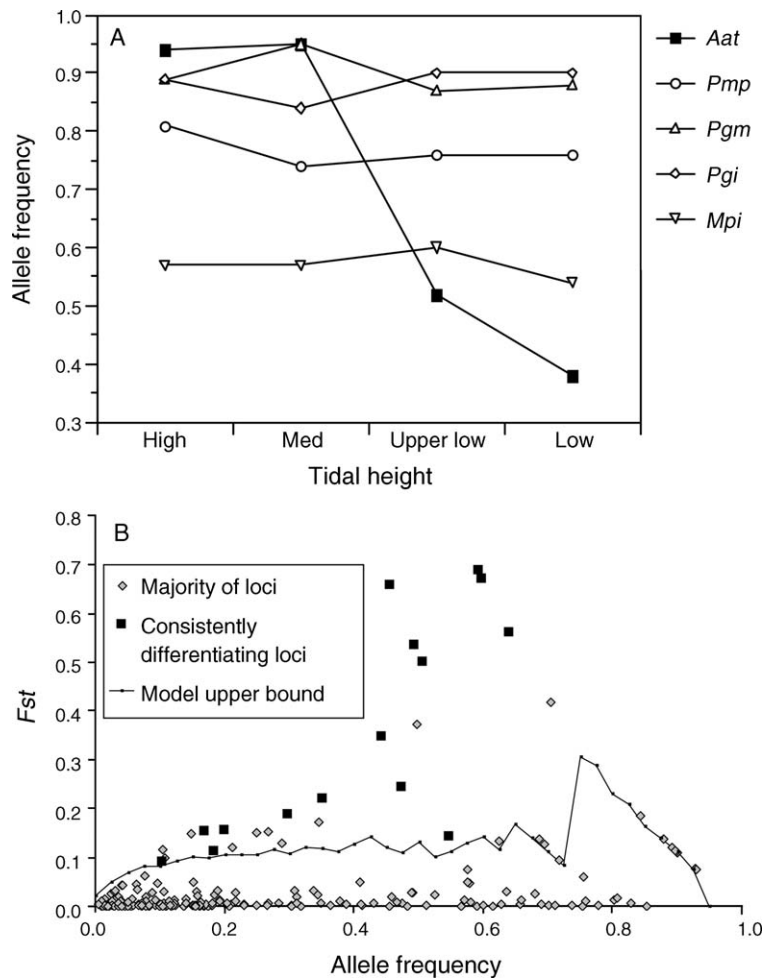 A
1.0
0.9
0.8
0.7
0.6
0.5
0.4
0.3
Allele frequency
High
Med
Upper low
Low
Tidal height
Aat
Pmp
Pgm
Pgi
Mpi
B
0.8
0.7
0.6
0.5
0.4
0.3
0.2
0.1
0.0
Fst
Majority of loci
Consistently
differentiating loci
Model upper bound
0.0
0.2
0.4
0.6
0.8
1.0
Allele frequency